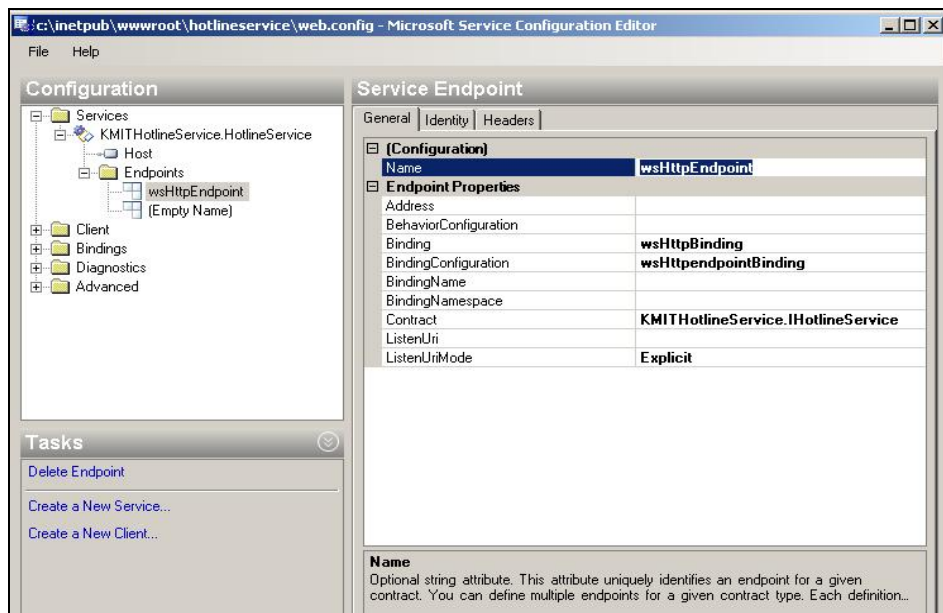 c:\inetpub\wwwroot\hotlineservice\web.config - Microsoft Service Configuration Editor
File Help
Configuration
Services
KMITHotlineService.HotlineService
Host
Endpoints
wsHttpEndpoint
(Empty Name)
Client
Bindings
Diagnostics
Advanced
Tasks
Delete Endpoint
Create a New Service...
Create a New Client...
Service Endpoint
General Identity Headers
(Configuration)
Name wsHttpEndpoint
Endpoint Properties
Address
BehaviorConfiguration
Binding wsHttpBinding
BindingConfiguration wsHttpendpointBinding
BindingName
BindingNamespace
Contract KMITHotlineService.IHotlineService
ListenUri
ListenUriMode Explicit
Name
Optional string attribute. This attribute uniquely identifies an endpoint for a given
contract. You can define multiple endpoints for a given contract type. Each definition...